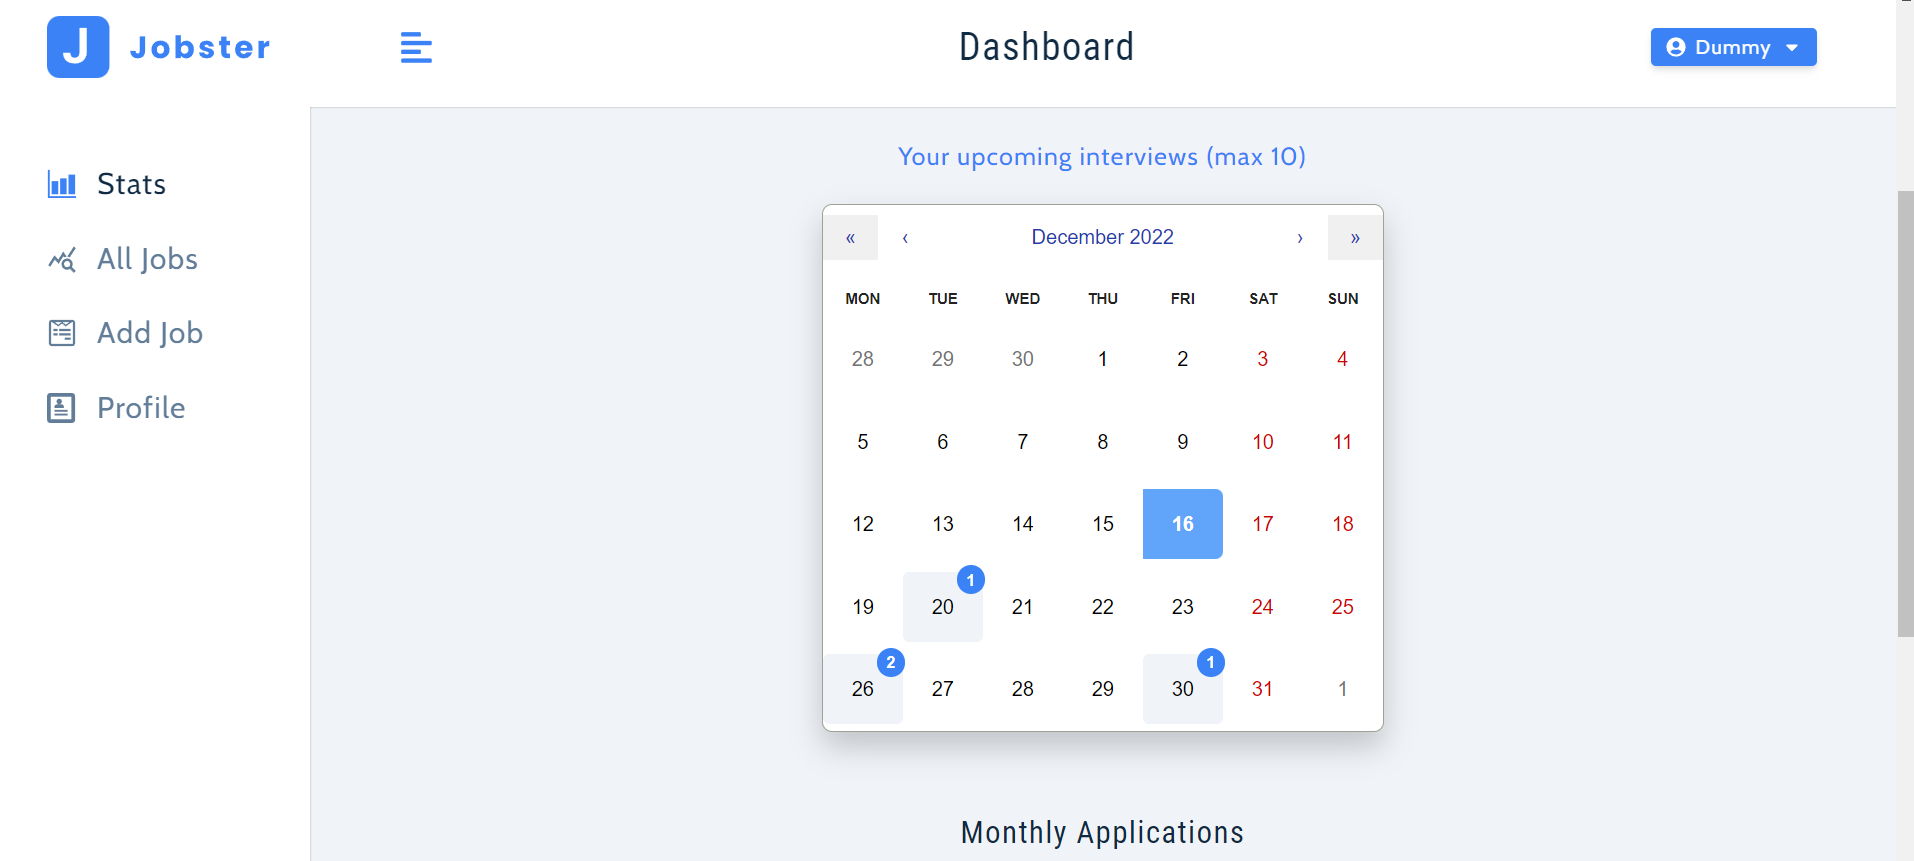 J Jobster
Dashboard
Dummy
Stats
All Jobs
Add Job
Profile
Your upcoming interviews (max 10)
« ‹ December 2022 › »
MON TUE WED THU FRI SAT SUN
28 29 30 1 2 3 4
5 6 7 8 9 10 11
12 13 14 15 16 17 18
1
19 20 21 22 23 24 25
2 1
26 27 28 29 30 31 1
Monthly Applications